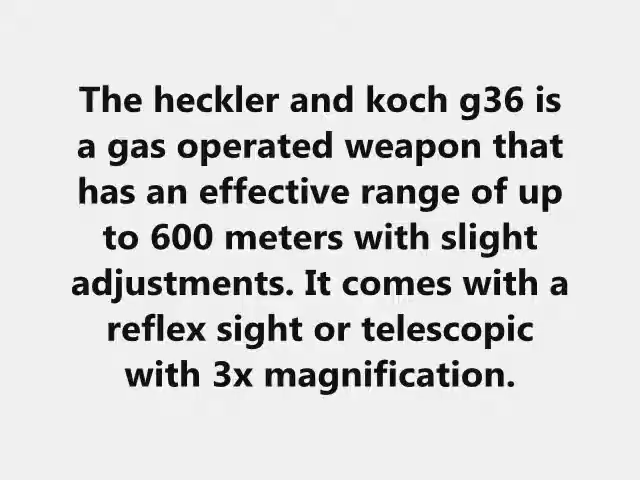 The heckler and koch g36 is
a gas operated weapon that
has an effective range of up
to 600 meters with slight
adjustments. It comes with a
reflex sight or telescopic
with 3x magnification.